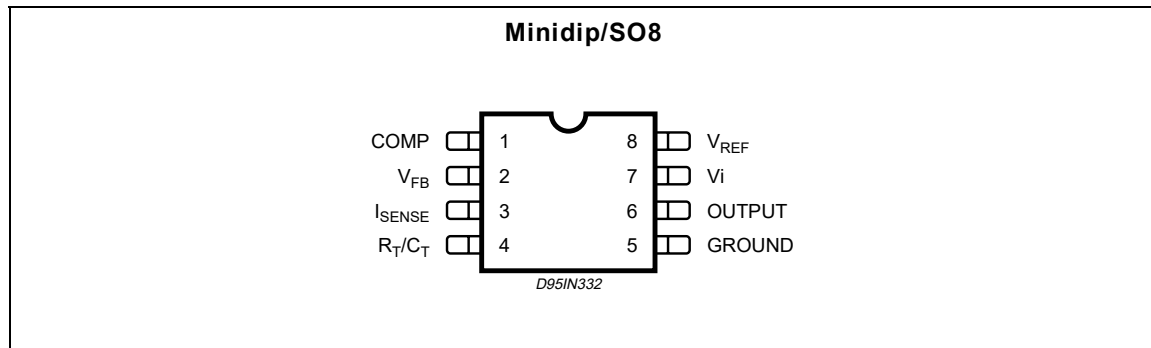 Minidip/SO8
COMP 1 8 VREF
VFB 2 7 Vi
ISENSE 3 6 OUTPUT
RT/CT 4 5 GROUND
D95IN332